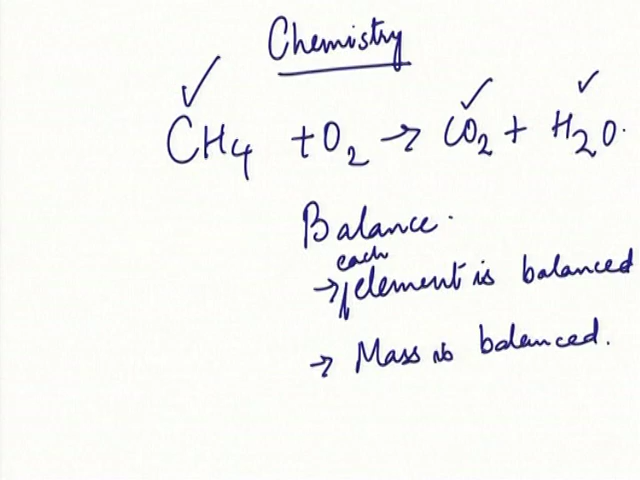 Chemistry
CH4 + O2 → CO2 + H2O.
Balance.
each
→ element is balanced
→ Mass is balanced.